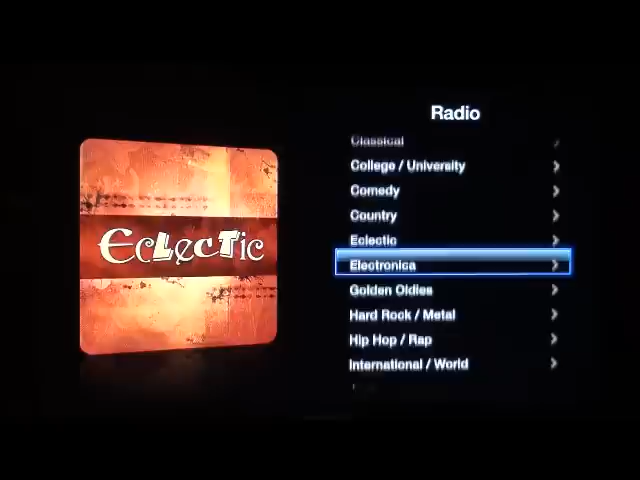 Radio
Classical
College / University
Comedy
Country
Eclectic
Electronica
Golden Oldies
Hard Rock / Metal
Hip Hop / Rap
International / World
Eclectic